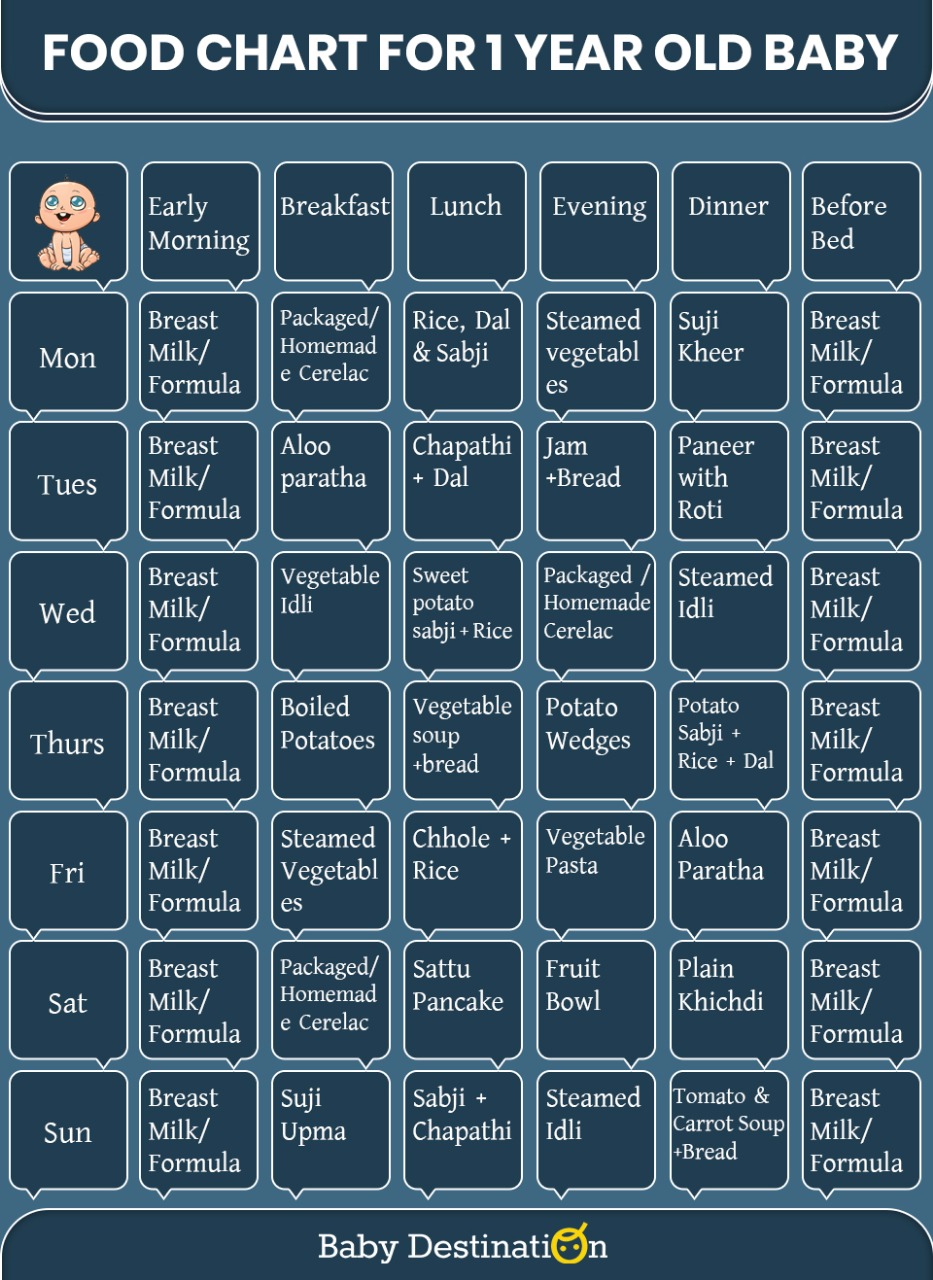 FOOD CHART FOR 1 YEAR OLD BABY
Early
Morning
Breakfast
Lunch
Evening
Dinner
Before
Bed
Mon
Breast
Milk/
Formula
Packaged/
Homemad
e Cerelac
Rice, Dal
& Sabji
Steamed
vegetabl
es
Suji
Kheer
Breast
Milk/
Formula
Tues
Breast
Milk/
Formula
Aloo
paratha
Chapathi
+ Dal
Jam
+Bread
Paneer
with
Roti
Breast
Milk/
Formula
Wed
Breast
Milk/
Formula
Vegetable
Idli
Sweet
potato
sabji + Rice
Packaged /
Homemade
Cerelac
Steamed
Idli
Breast
Milk/
Formula
Thurs
Breast
Milk/
Formula
Boiled
Potatoes
Vegetable
soup
+bread
Potato
Wedges
Potato
Sabji +
Rice + Dal
Breast
Milk/
Formula
Fri
Breast
Milk/
Formula
Steamed
Vegetabl
es
Chhole +
Rice
Vegetable
Pasta
Aloo
Paratha
Breast
Milk/
Formula
Sat
Breast
Milk/
Formula
Packaged/
Homemad
e Cerelac
Sattu
Pancake
Fruit
Bowl
Plain
Khichdi
Breast
Milk/
Formula
Sun
Breast
Milk/
Formula
Suji
Upma
Sabji +
Chapathi
Steamed
Idli
Tomato &
Carrot Soup
+Bread
Breast
Milk/
Formula
Baby Destination